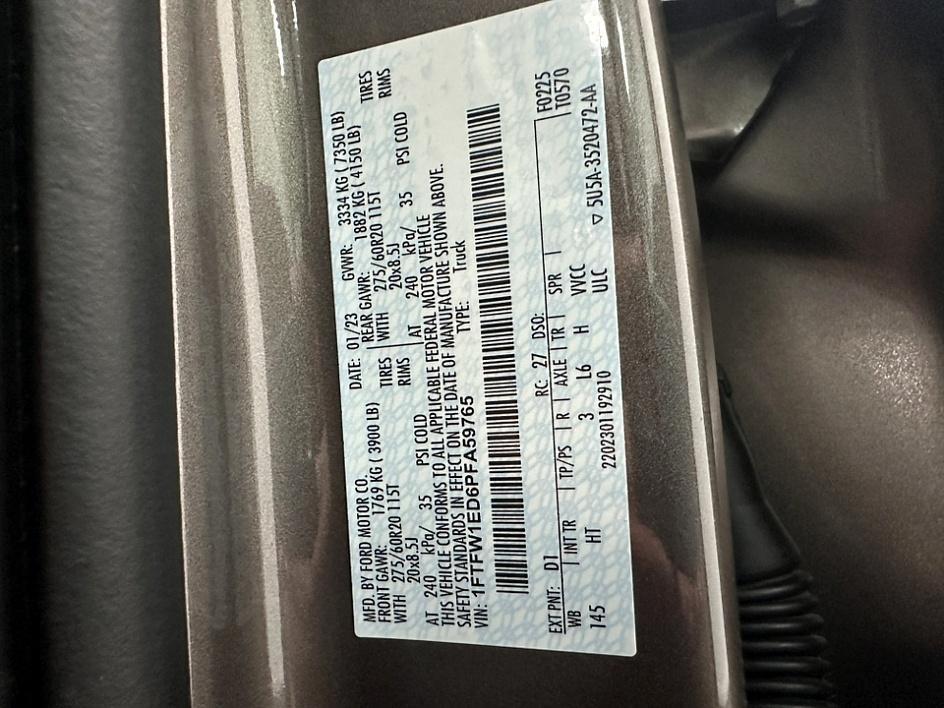 MFD. BY FORD MOTOR CO. DATE: 01/23 GVWR: 3334 KG ( 7350 LB)
FRONT GAWR: 1769 KG ( 3900 LB) REAR GAWR: 1882 KG ( 4150 LB)
WITH 275/60R20 115T TIRES WITH 275/60R20 115T TIRES
20x8.5J RIMS 20x8.5J RIMS
AT 240 kPa/ 35 PSI COLD AT 240 kPa/ 35 PSI COLD
THIS VEHICLE CONFORMS TO ALL APPLICABLE FEDERAL MOTOR VEHICLE
SAFETY STANDARDS IN EFFECT ON THE DATE OF MANUFACTURE SHOWN ABOVE.
VIN: 1FTFW1ED6PFA59765 TYPE: Truck
EXT PNT: D1 RC: 27 DSO: F0225
WB INT TR TP/PS R AXLE TR SPR T0570
145 HT 3 L6 H VVCC
2202301192910 ULC ▽ 5U5A-3520472-AA